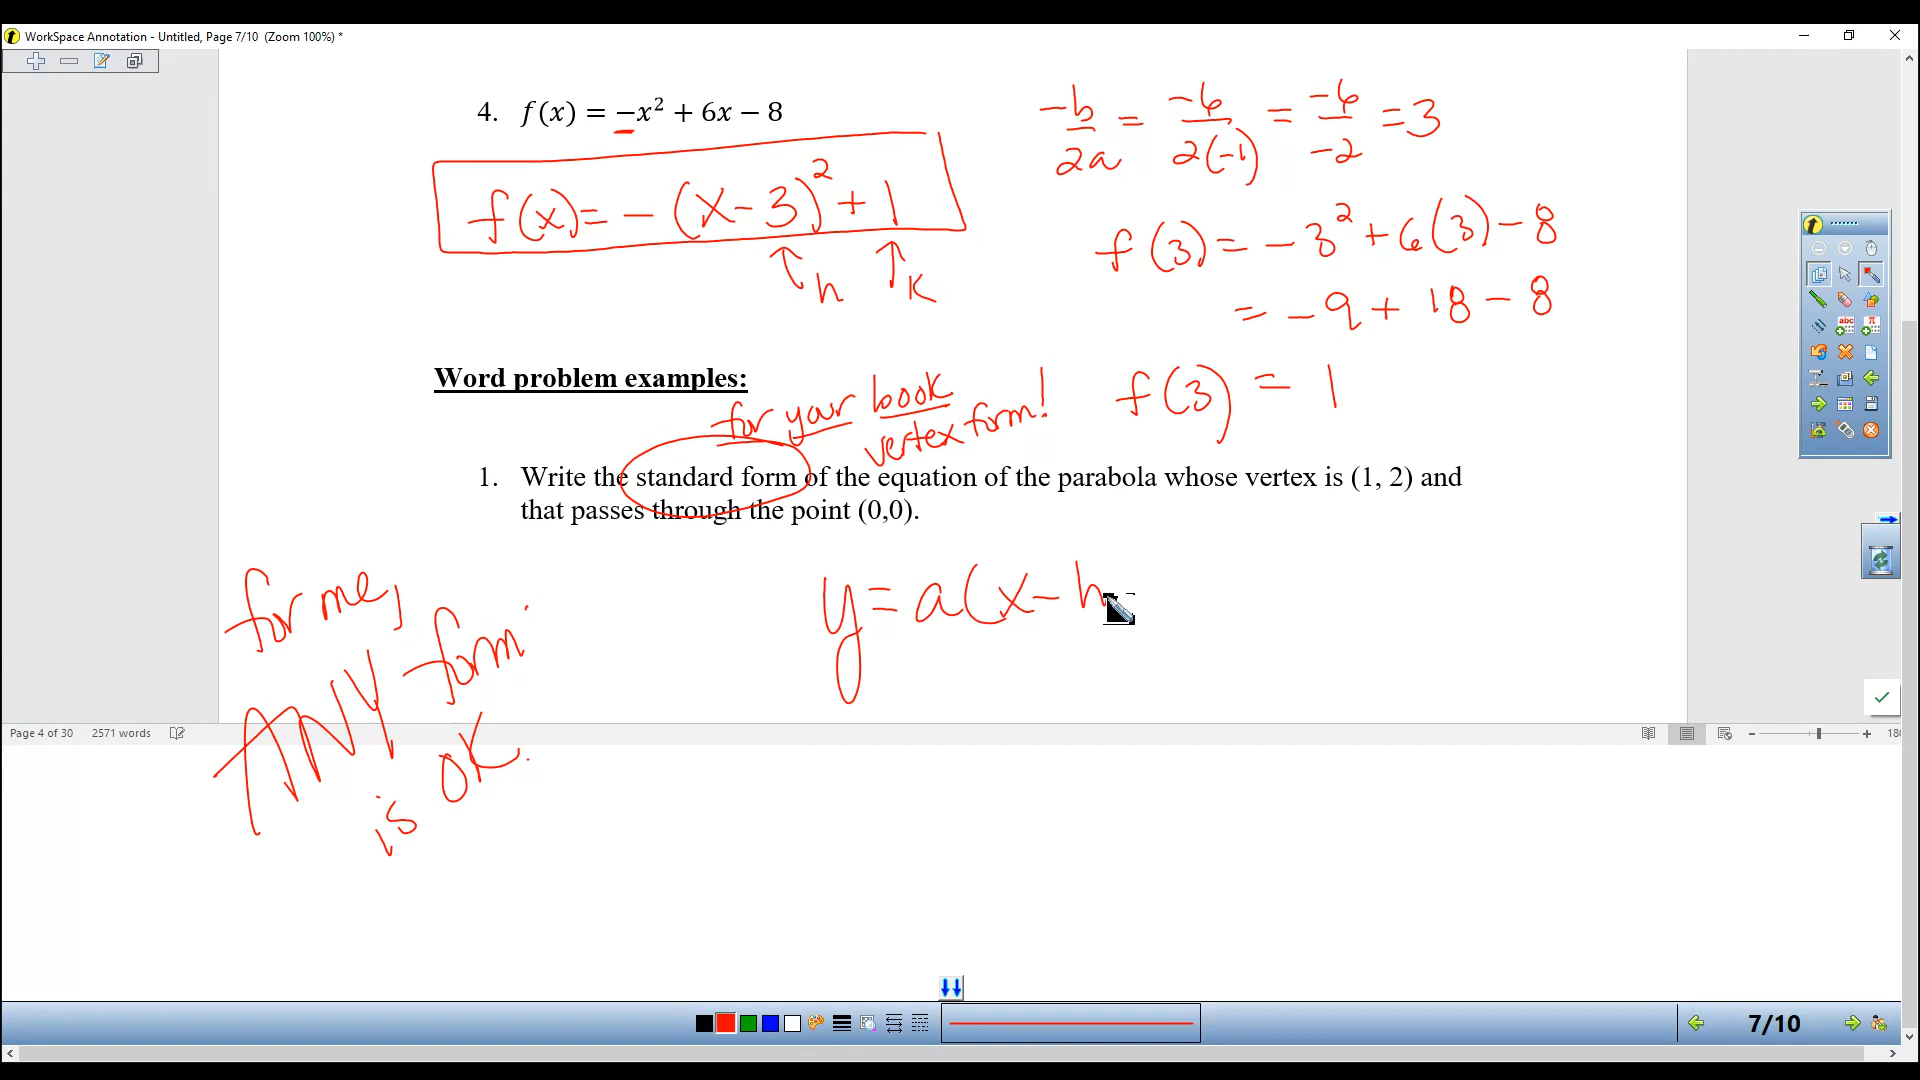 WorkSpace Annotation - Untitled, Page 7/10 (Zoom 100%) *
4. f(x) = −x² + 6x − 8
f(x) = - (x - 3)² + 1
h
k
-b/2a = -6/2(-1) = -6/-2 = 3
f(3) = -3² + 6(3) - 8
= -9 + 18 - 8
f(3) = 1
Word problem examples:
for your book
vertex form!
1. Write the standard form of the equation of the parabola whose vertex is (1, 2) and
that passes through the point (0,0).
for me,
ANY form
is OK.
y = a(x - h
Page 4 of 30 2571 words
180
7/10